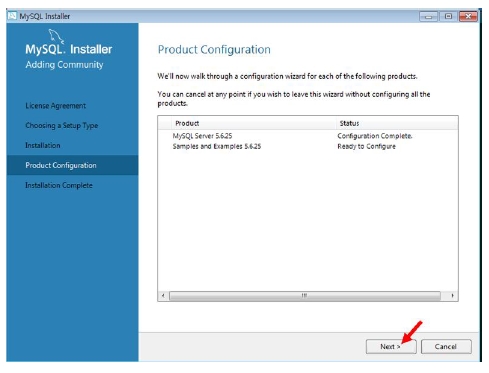 MySQL Installer
MySQL. Installer
Adding Community
License Agreement
Choosing a Setup Type
Installation
Product Configuration
Installation Complete
Product Configuration
We'll now walk through a configuration wizard for each of the following products.
You can cancel at any point if you wish to leave this wizard without configuring all the
products.
Product Status
MySQL Server 5.6.25 Configuration Complete.
Samples and Examples 5.6.25 Ready to Configure
Next > Cancel